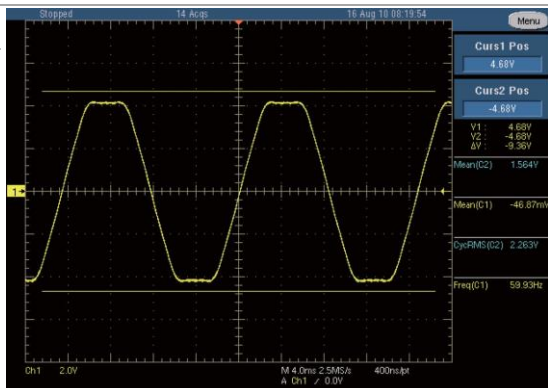 Stopped 14 Acqs 16 Aug 10 08:19:54
Menu
Curs1 Pos
4.68V
Curs2 Pos
-4.68V
V1 : 4.68V
V2 : -4.68V
ΔV : -9.36V
Mean(C2) 1.564V
Mean(C1) -46.87mV
CycRMS(C2) 2.263V
Freq(C1) 59.93Hz
1
Ch1 2.0V M 4.0ms 2.5MS/s 400ns/pt
A Ch1 / 0.0V